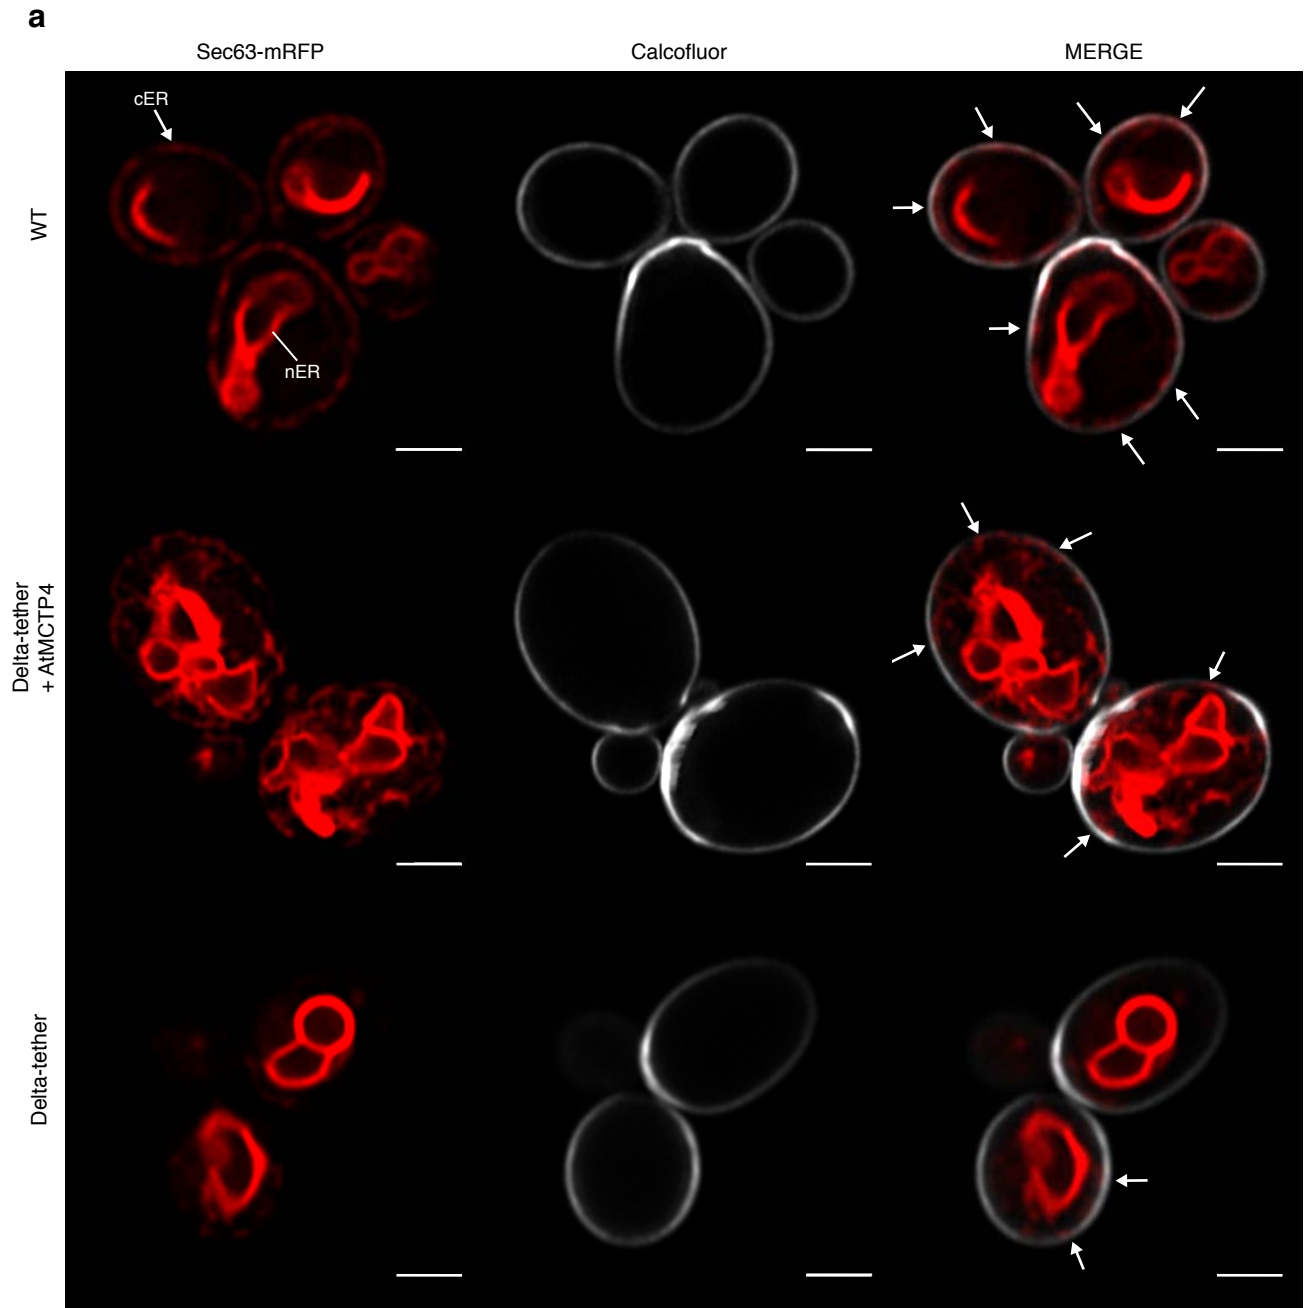 a
Sec63-mRFP Calcofluor MERGE
WT
cER
nER
Delta-tether
+ AtMCTP4
Delta-tether